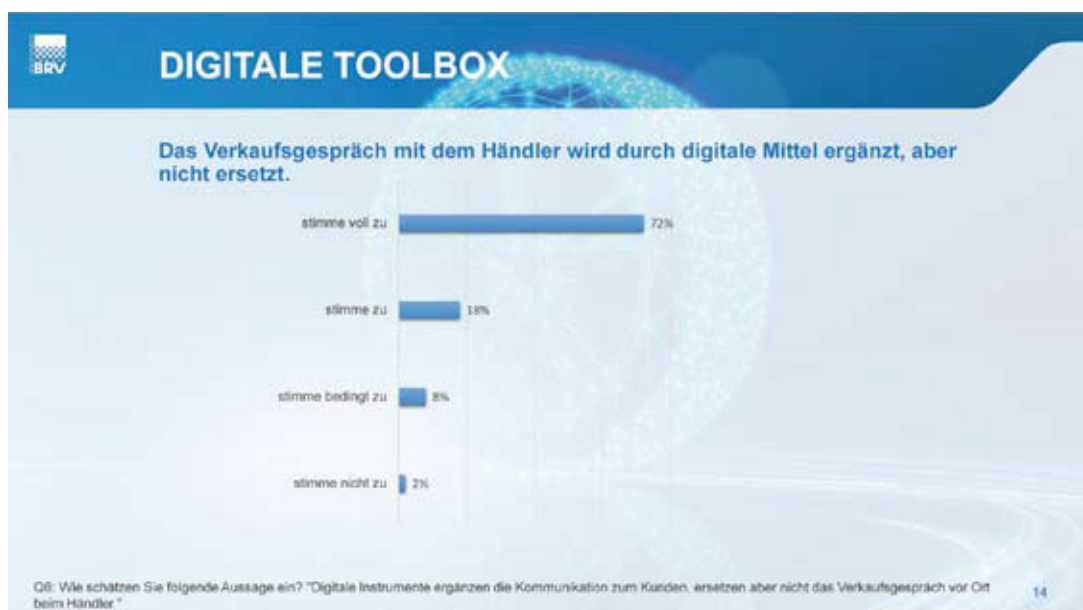 BRV
DIGITALE TOOLBOX
Das Verkaufsgespräch mit dem Händler wird durch digitale Mittel ergänzt, aber
nicht ersetzt.
stimme voll zu 72%
stimme zu 18%
stimme bedingt zu 8%
stimme nicht zu 2%
Q6: Wie schätzen Sie folgende Aussage ein? "Digitale Instrumente ergänzen die Kommunikation zum Kunden, ersetzen aber nicht das Verkaufsgespräch vor Ort
beim Händler."
14